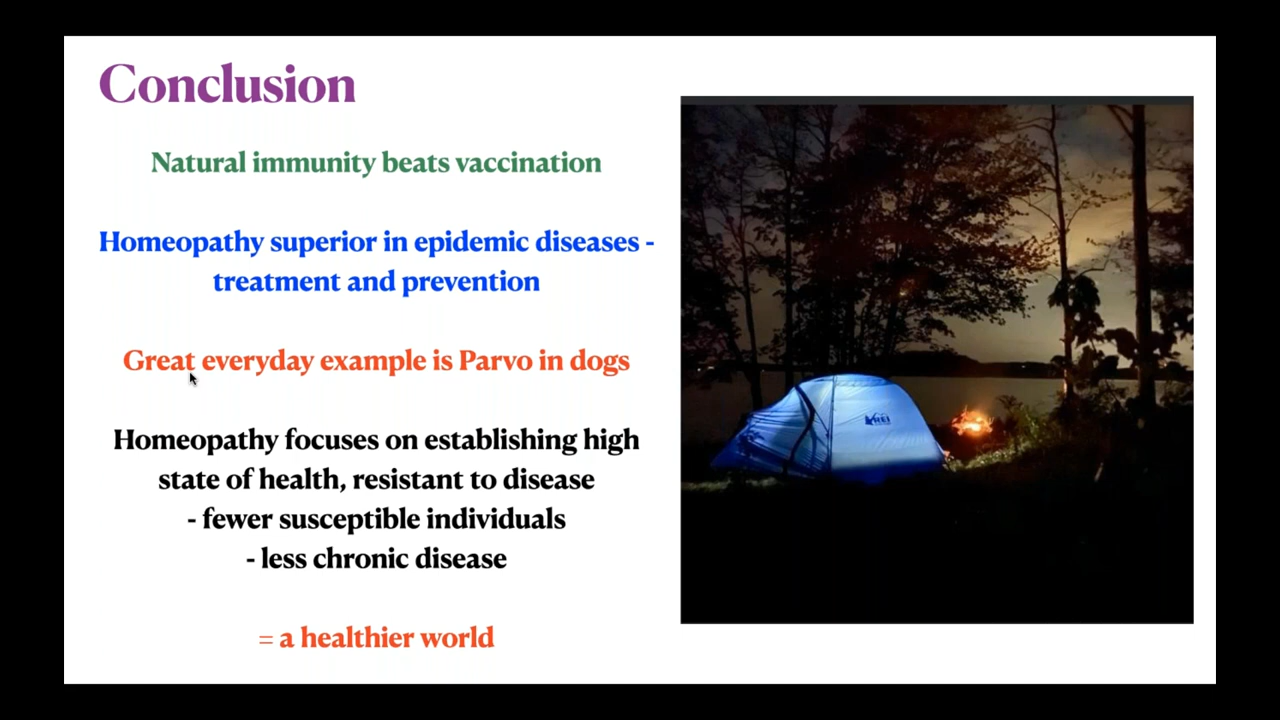 Conclusion
Natural immunity beats vaccination
Homeopathy superior in epidemic diseases -
treatment and prevention
Great everyday example is Parvo in dogs
Homeopathy focuses on establishing high
state of health, resistant to disease
- fewer susceptible individuals
- less chronic disease
= a healthier world
REI